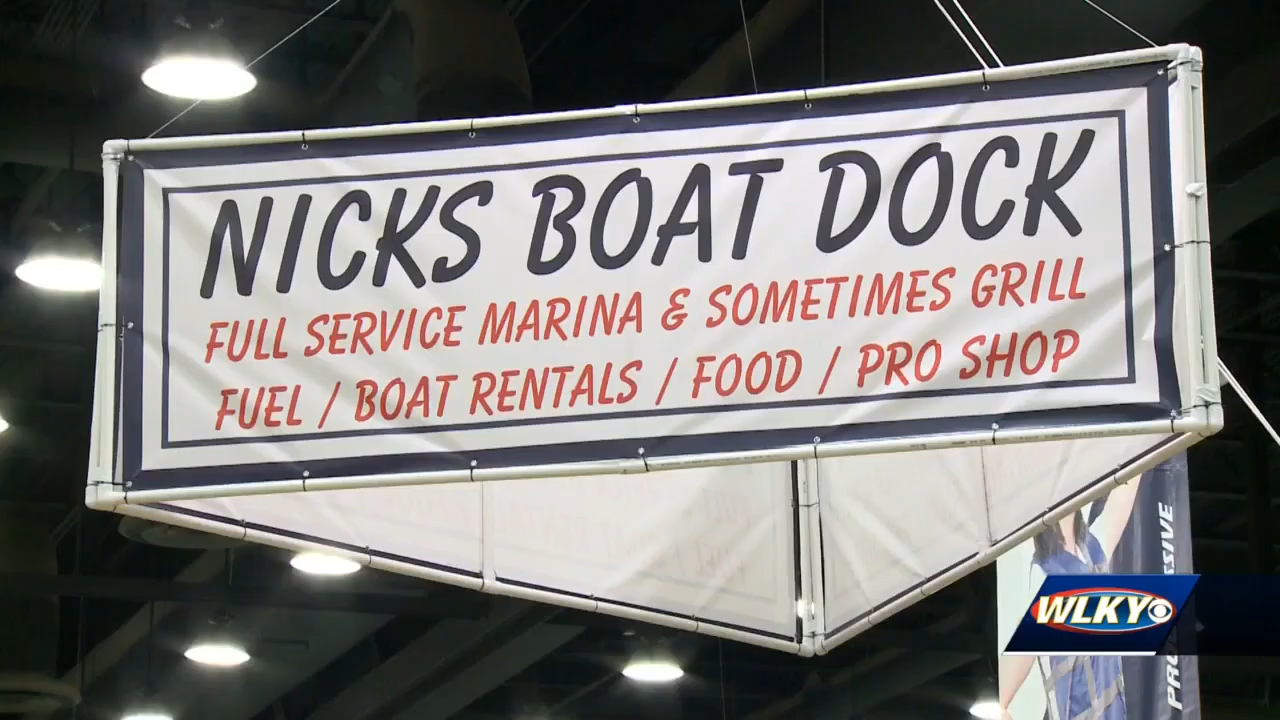 NICKS BOAT DOCK
FULL SERVICE MARINA & SOMETIMES GRILL
FUEL / BOAT RENTALS / FOOD / PRO SHOP
WLKY